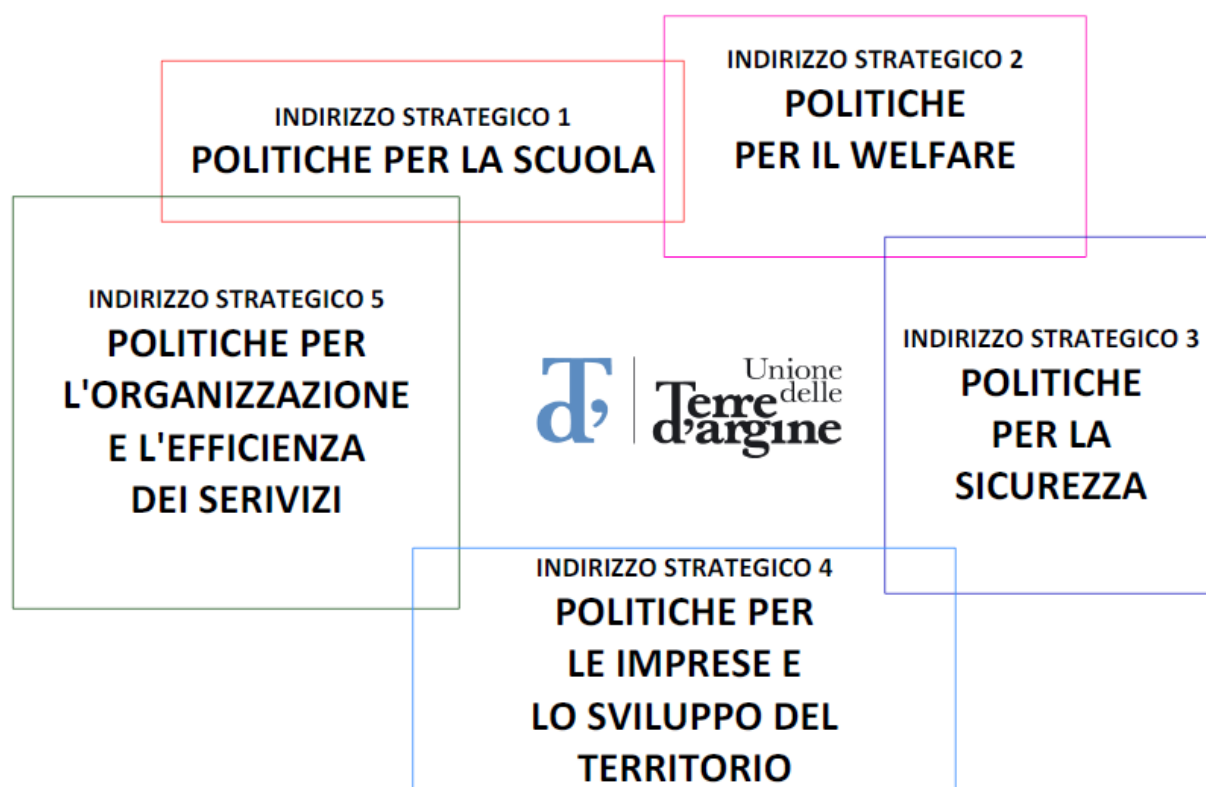 INDIRIZZO STRATEGICO 1
POLITICHE PER LA SCUOLA
INDIRIZZO STRATEGICO 2
POLITICHE
PER IL WELFARE
INDIRIZZO STRATEGICO 5
POLITICHE PER
L'ORGANIZZAZIONE
E L'EFFICIENZA
DEI SERIVIZI
Td'
Unione
delle
Terre
d'argine
INDIRIZZO STRATEGICO 3
POLITICHE
PER LA
SICUREZZA
INDIRIZZO STRATEGICO 4
POLITICHE PER
LE IMPRESE E
LO SVILUPPO DEL
TERRITORIO